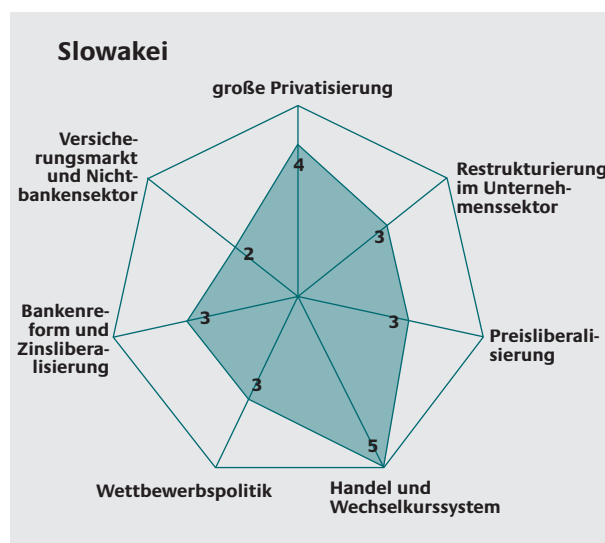 Slowakei
große Privatisierung
Versiche-
rungsmarkt
und Nicht-
bankensektor
Restrukturierung
im Unterneh-
menssektor
4
3
2
Bankenre-
form und
Zinslibera-
lisierung
3
3
Preisliberali-
sierung
3
5
Wettbewerbspolitik
Handel und
Wechselkurssystem